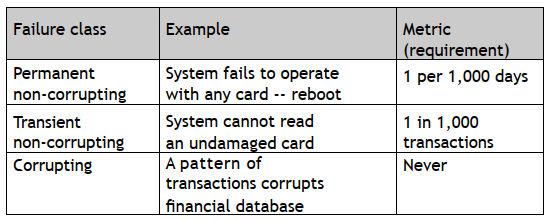 Failure class Example Metric
(requirement)
Permanent System fails to operate 1 per 1,000 days
non-corrupting with any card -- reboot
Transient System cannot read 1 in 1,000
non-corrupting an undamaged card transactions
Corrupting A pattern of Never
transactions corrupts
financial database